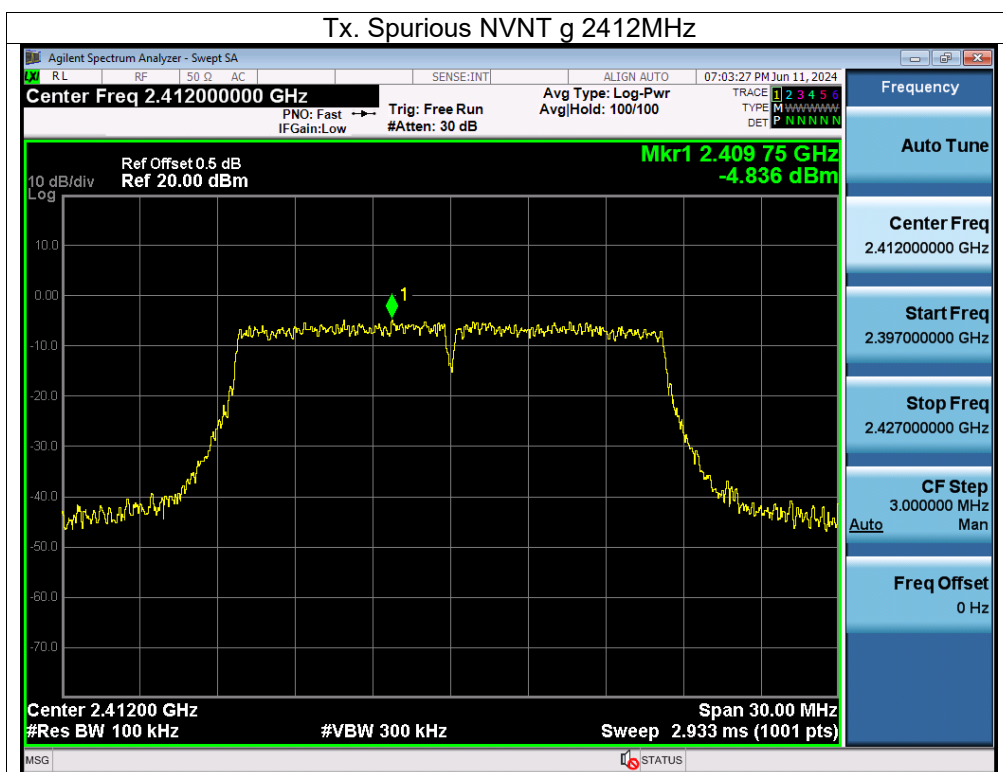 Tx. Spurious NVNT g 2412MHz
Agilent Spectrum Analyzer - Swept SA
LXI RL RF 50 Ω AC SENSE:INT ALIGN AUTO 07:03:27 PM Jun 11, 2024
Center Freq 2.412000000 GHz
PNO: Fast
IFGain:Low
Trig: Free Run
#Atten: 30 dB
Avg Type: Log-Pwr
Avg|Hold: 100/100
TRACE 1 2 3 4 5 6
TYPE M WWWWW
DET P N N N N N
Ref Offset 0.5 dB
10 dB/div Ref 20.00 dBm
Log
Mkr1 2.409 75 GHz
-4.836 dBm
10.0
0.00
-10.0
-20.0
-30.0
-40.0
-50.0
-60.0
-70.0
1
Center 2.41200 GHz Span 30.00 MHz
#Res BW 100 kHz #VBW 300 kHz Sweep 2.933 ms (1001 pts)
MSG STATUS
Frequency
Auto Tune
Center Freq
2.412000000 GHz
Start Freq
2.397000000 GHz
Stop Freq
2.427000000 GHz
CF Step
3.000000 MHz
Auto Man
Freq Offset
0 Hz